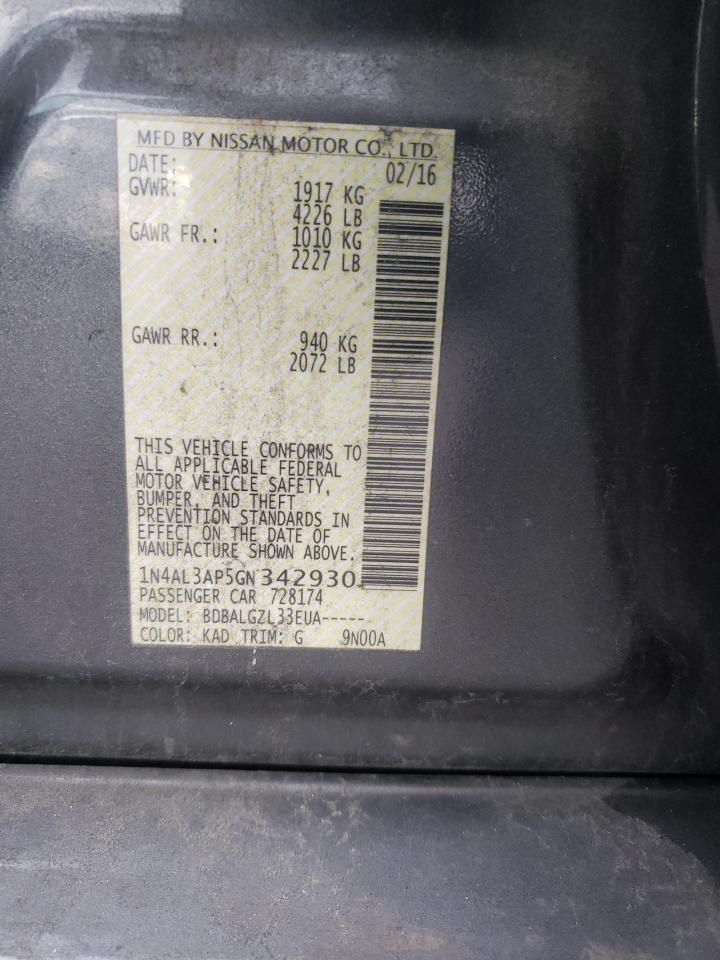 MFD BY NISSAN MOTOR CO., LTD.
DATE: 02/16
GVWR: 1917 KG
4226 LB
GAWR FR.: 1010 KG
2227 LB
GAWR RR.: 940 KG
2072 LB
THIS VEHICLE CONFORMS TO
ALL APPLICABLE FEDERAL
MOTOR VEHICLE SAFETY,
BUMPER, AND THEFT
PREVENTION STANDARDS IN
EFFECT ON THE DATE OF
MANUFACTURE SHOWN ABOVE.
1N4AL3AP5GN342930
PASSENGER CAR 728174
MODEL: BDBALGZL33EUA-----
COLOR: KAD TRIM: G 9N00A